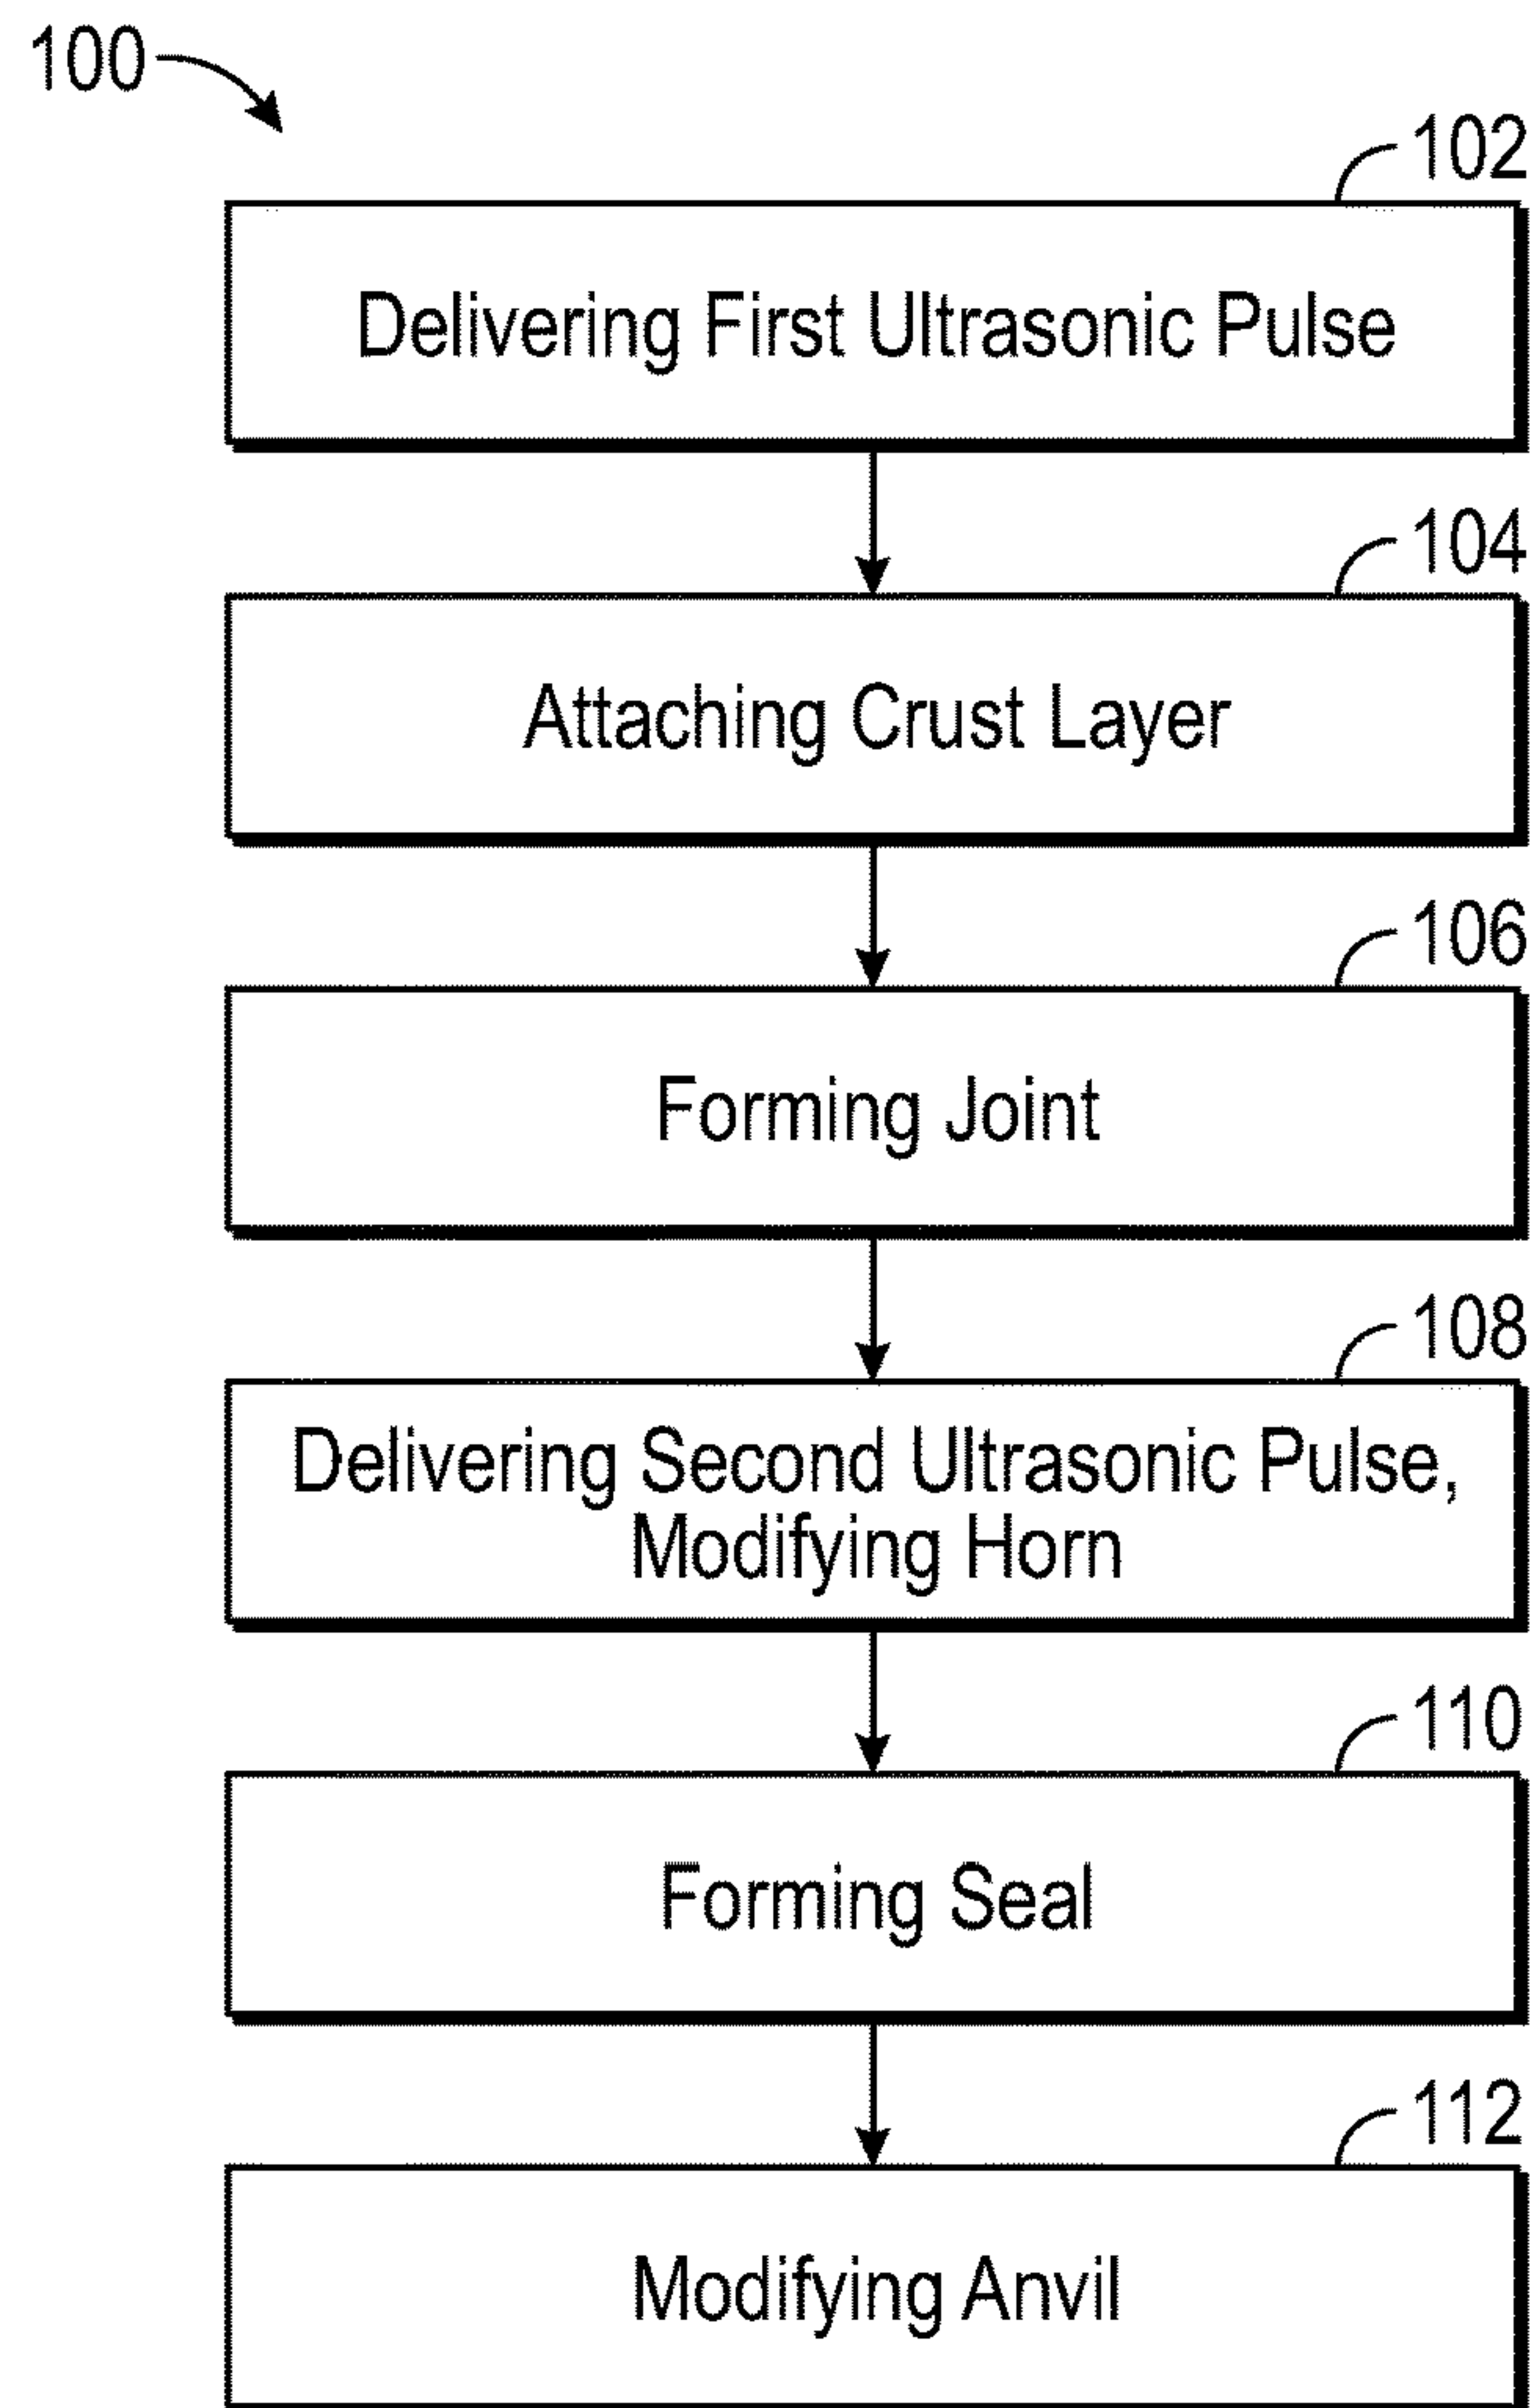 100
102
Delivering First Ultrasonic Pulse
104
Attaching Crust Layer
106
Forming Joint
108
Delivering Second Ultrasonic Pulse,
Modifying Horn
110
Forming Seal
112
Modifying Anvil